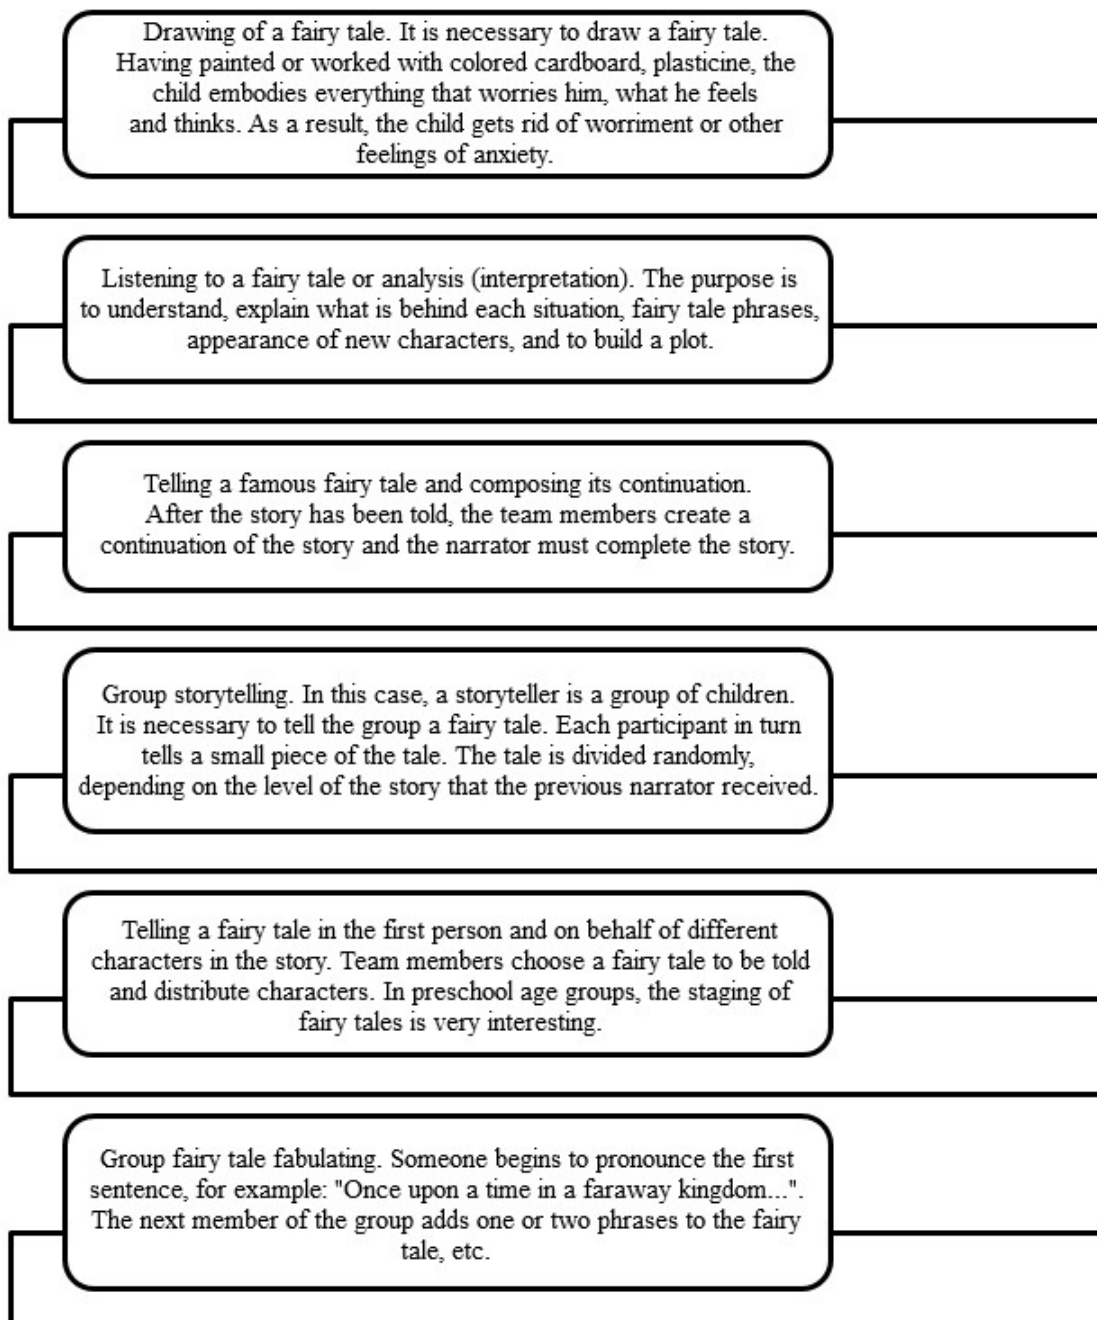 Drawing of a fairy tale. It is necessary to draw a fairy tale.
Having painted or worked with colored cardboard, plasticine, the
child embodies everything that worries him, what he feels
and thinks. As a result, the child gets rid of worriment or other
feelings of anxiety.
Listening to a fairy tale or analysis (interpretation). The purpose is
to understand, explain what is behind each situation, fairy tale phrases,
appearance of new characters, and to build a plot.
Telling a famous fairy tale and composing its continuation.
After the story has been told, the team members create a
continuation of the story and the narrator must complete the story.
Group storytelling. In this case, a storyteller is a group of children.
It is necessary to tell the group a fairy tale. Each participant in turn
tells a small piece of the tale. The tale is divided randomly,
depending on the level of the story that the previous narrator received.
Telling a fairy tale in the first person and on behalf of different
characters in the story. Team members choose a fairy tale to be told
and distribute characters. In preschool age groups, the staging of
fairy tales is very interesting.
Group fairy tale fabulating. Someone begins to pronounce the first
sentence, for example: "Once upon a time in a faraway kingdom...".
The next member of the group adds one or two phrases to the fairy
tale, etc.